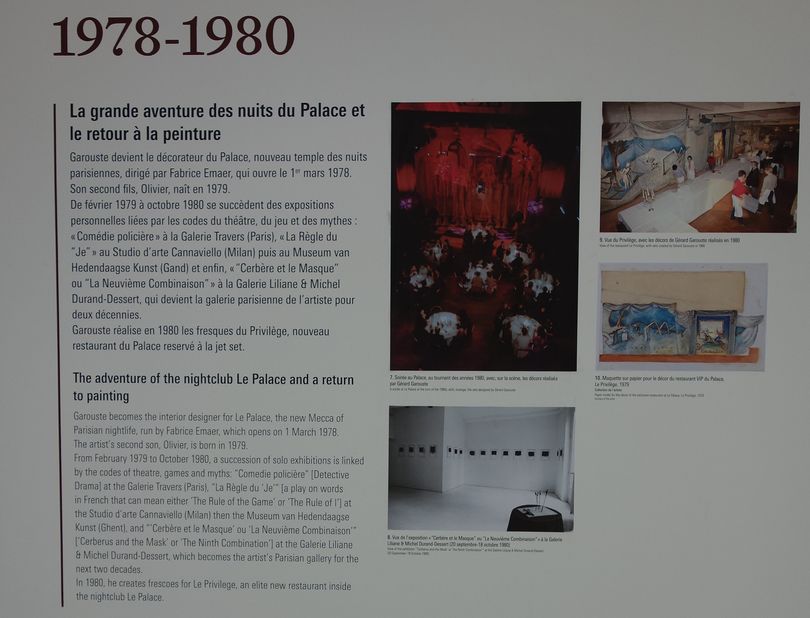 1978-1980
La grande aventure des nuits du Palace et
le retour à la peinture
Garouste devient le décorateur du Palace, nouveau temple des nuits
parisiennes, dirigé par Fabrice Emaer, qui ouvre le 1er mars 1978.
Son second fils, Olivier, naît en 1979.
De février 1979 à octobre 1980 se succèdent des expositions
personnelles liées par les codes du théâtre, du jeu et des mythes :
« Comédie policière » à la Galerie Travers (Paris), « La Règle du
“Je” » au Studio d'arte Cannaviello (Milan) puis au Museum van
Hedendaagse Kunst (Gand) et enfin, « “Cerbère et le Masque”
ou “La Neuvième Combinaison” » à la Galerie Liliane & Michel
Durand-Dessert, qui devient la galerie parisienne de l'artiste pour
deux décennies.
Garouste réalise en 1980 les fresques du Privilège, nouveau
restaurant du Palace reservé à la jet set.
The adventure of the nightclub Le Palace and a return
to painting
Garouste becomes the interior designer for Le Palace, the new Mecca of
Parisian nightlife, run by Fabrice Emaer, which opens on 1 March 1978.
The artist's second son, Olivier, is born in 1979.
From February 1979 to October 1980, a succession of solo exhibitions is linked
by the codes of theatre, games and myths: “Comedie policière” [Detective
Drama] at the Galerie Travers (Paris), “La Règle du ‘Je’” [a play on words
in French that can mean either ‘The Rule of the Game’ or ‘The Rule of I’] at
the Studio d'arte Cannaviello (Milan) then the Museum van Hedendaagse
Kunst (Ghent), and “‘Cerbère et le Masque’ ou ‘La Neuvième Combinaison’”
[‘Cerberus and the Mask’ or ‘The Ninth Combination’] at the Galerie Liliane
& Michel Durand-Dessert, which becomes the artist's Parisian gallery for the
next two decades.
In 1980, he creates frescoes for Le Privilege, an elite new restaurant inside
the nightclub Le Palace.
7. Soirée au Palace, au tournant des années 1980, avec, sur la scène, les décors réalisés
par Gérard Garouste
8. Vue de l'exposition « “Cerbère et le Masque” ou “La Neuvième Combinaison” » à la Galerie
Liliane & Michel Durand-Dessert (20 septembre-18 octobre 1980)
9. Vue du Privilège, avec les décors de Gérard Garouste réalisés en 1980
10. Maquette sur papier pour le décor du restaurant VIP du Palace,
Le Privilège, 1979